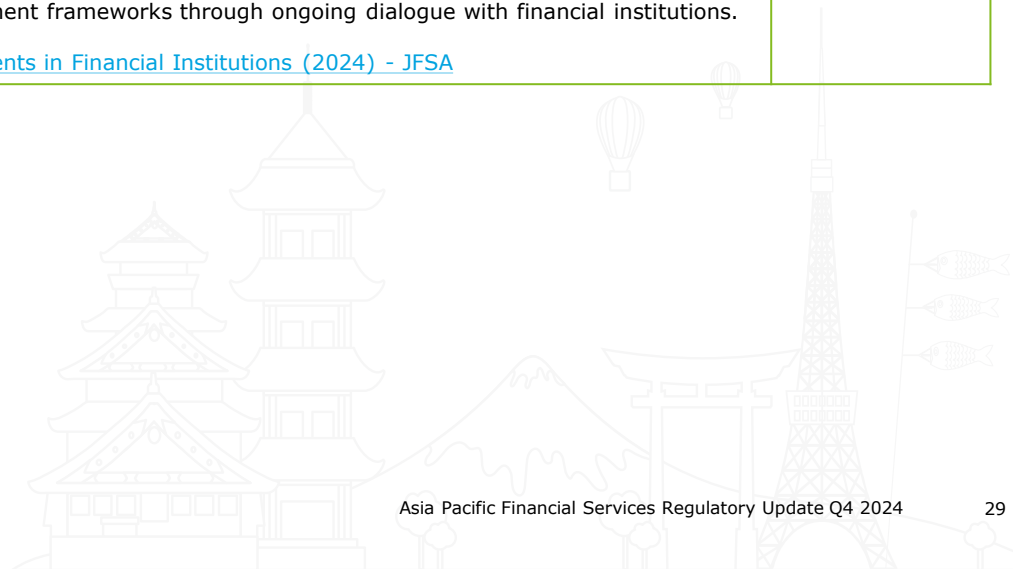 ent frameworks through ongoing dialogue with financial institutions.
ents in Financial Institutions (2024) - JFSA
Asia Pacific Financial Services Regulatory Update Q4 2024 29